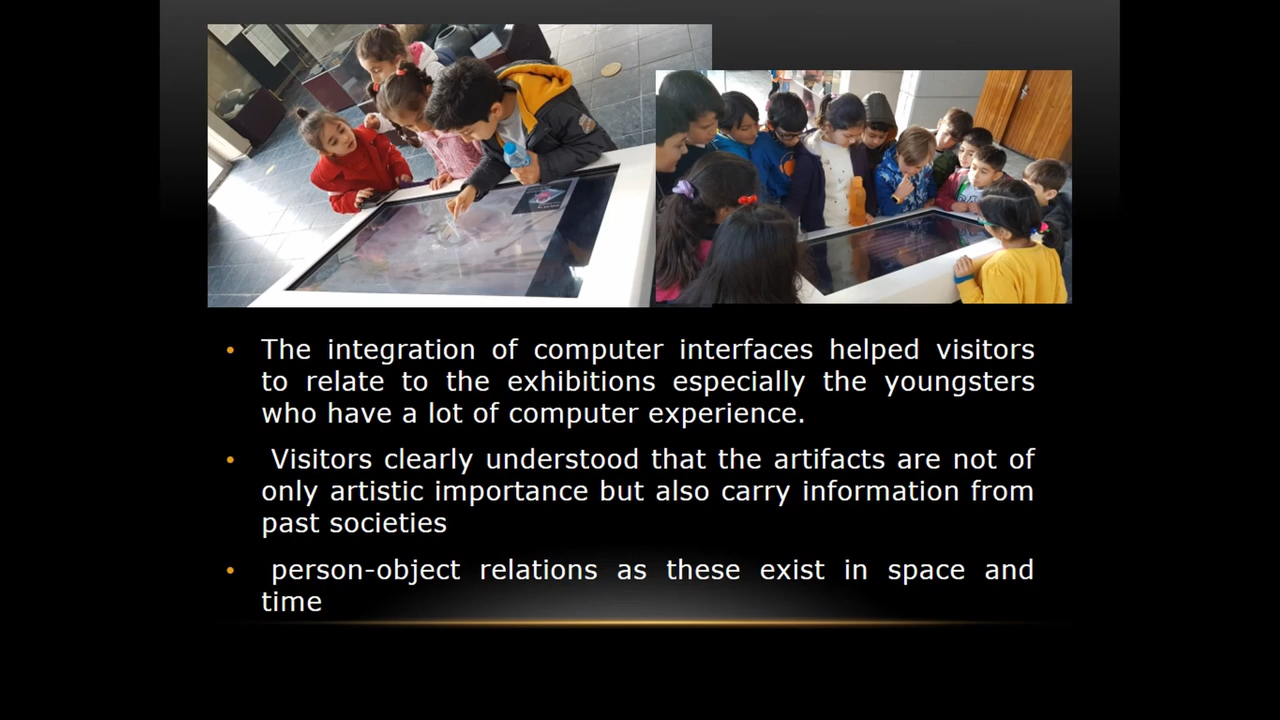 • The integration of computer interfaces helped visitors
to relate to the exhibitions especially the youngsters
who have a lot of computer experience.
• Visitors clearly understood that the artifacts are not of
only artistic importance but also carry information from
past societies
• person-object relations as these exist in space and
time